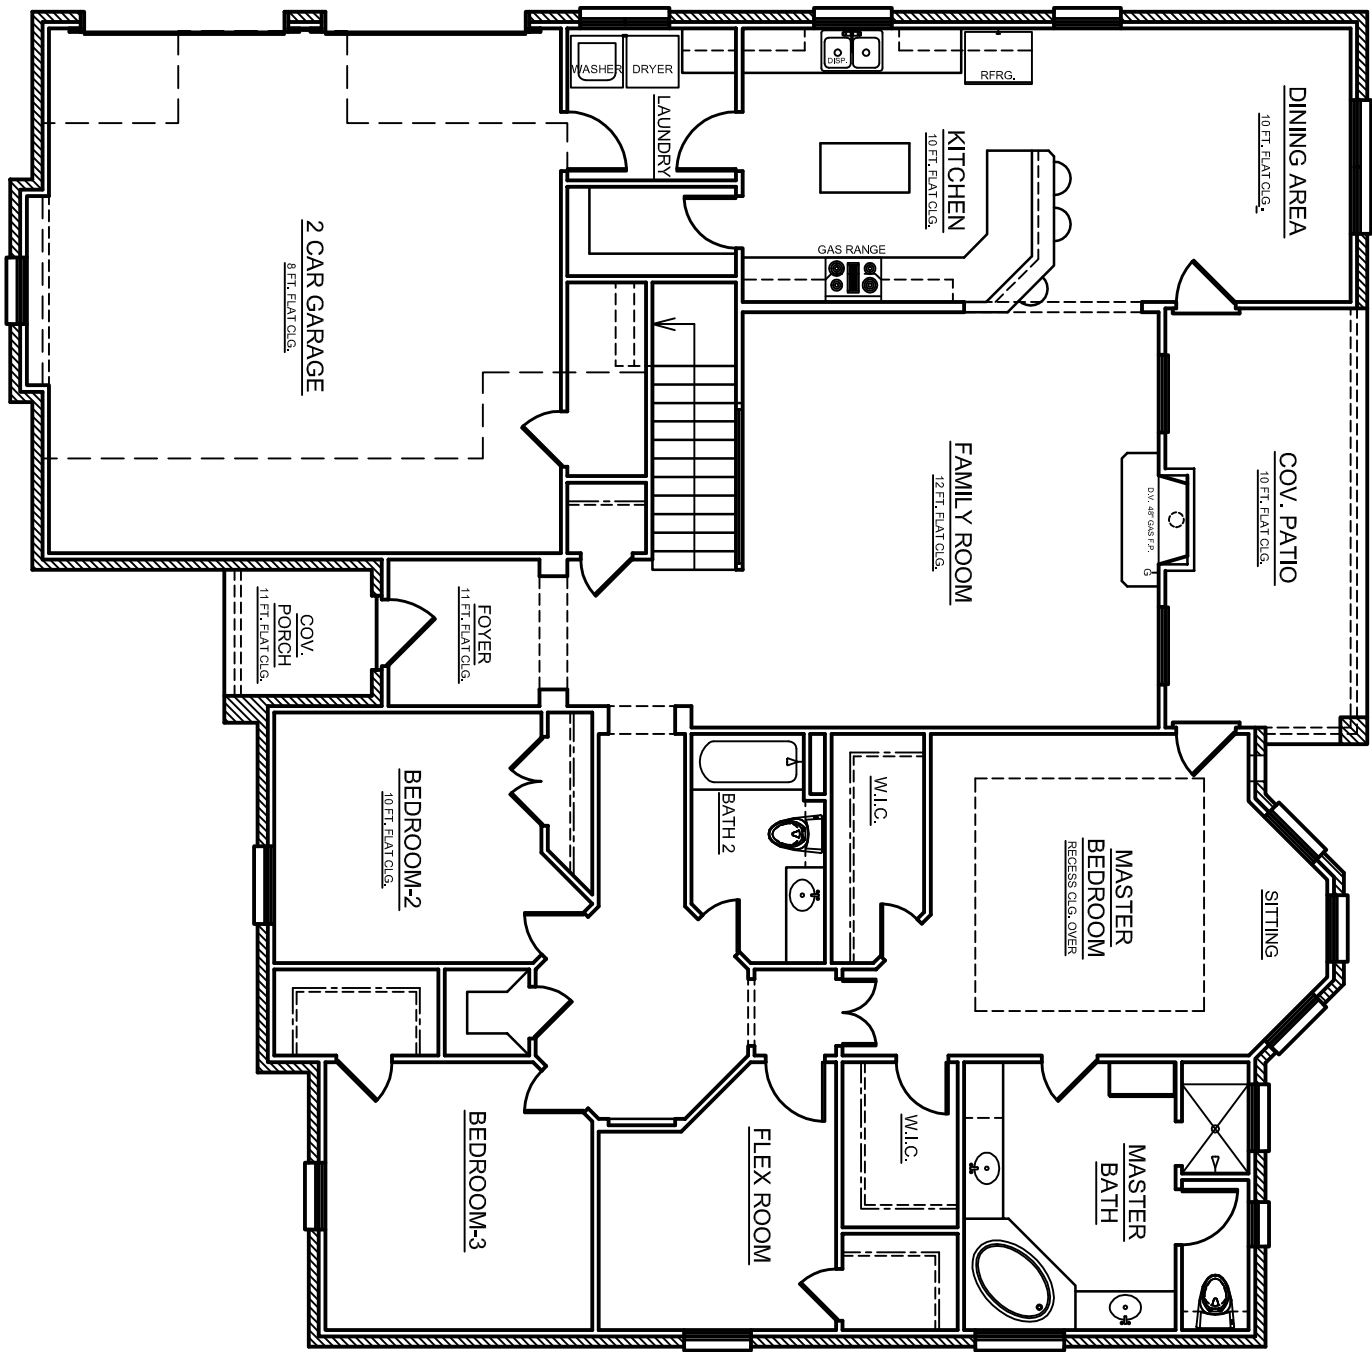 WASHER
DRYER
LAUNDRY
DISP.
RFRG.
DINING AREA
10 FT. FLAT CLG.
KITCHEN
10 FT. FLAT CLG.
GAS RANGE
2 CAR GARAGE
8 FT. FLAT CLG.
FAMILY ROOM
12 FT. FLAT CLG.
D.V. 48" GAS F.P.
G
COV. PATIO
10 FT. FLAT CLG.
COV.
PORCH
11 FT. FLAT CLG.
FOYER
11 FT. FLAT CLG.
BEDROOM-2
10 FT. FLAT CLG.
BATH 2
W.I.C.
MASTER
BEDROOM
RECESS CLG. OVER
SITTING
BEDROOM-3
FLEX ROOM
W.I.C.
MASTER
BATH